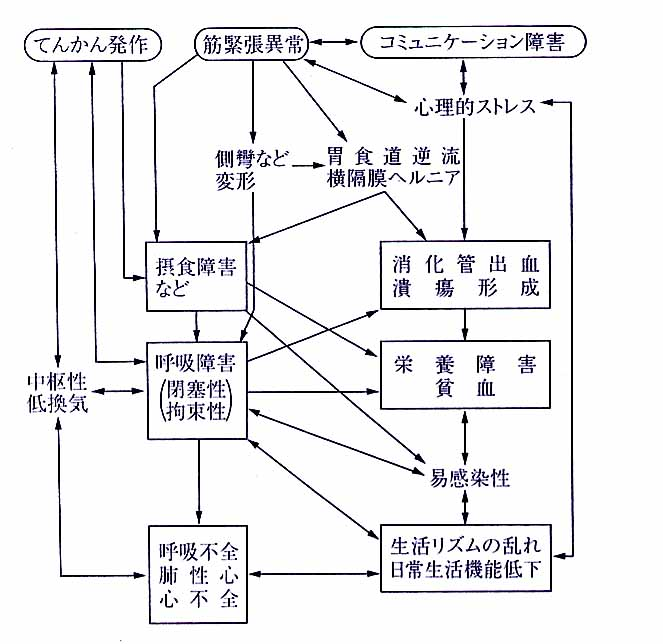 てんかん発作
筋緊張異常
コミュニケーション障害
心理的ストレス
側彎など
変形
胃食道逆流
横隔膜ヘルニア
摂食障害
など
消化管出血
潰瘍形成
呼吸障害
(閉塞性
拘束性)
栄養障害
貧血
中枢性
低換気
易感染性
呼吸不全
肺性心
心不全
生活リズムの乱れ
日常生活機能低下